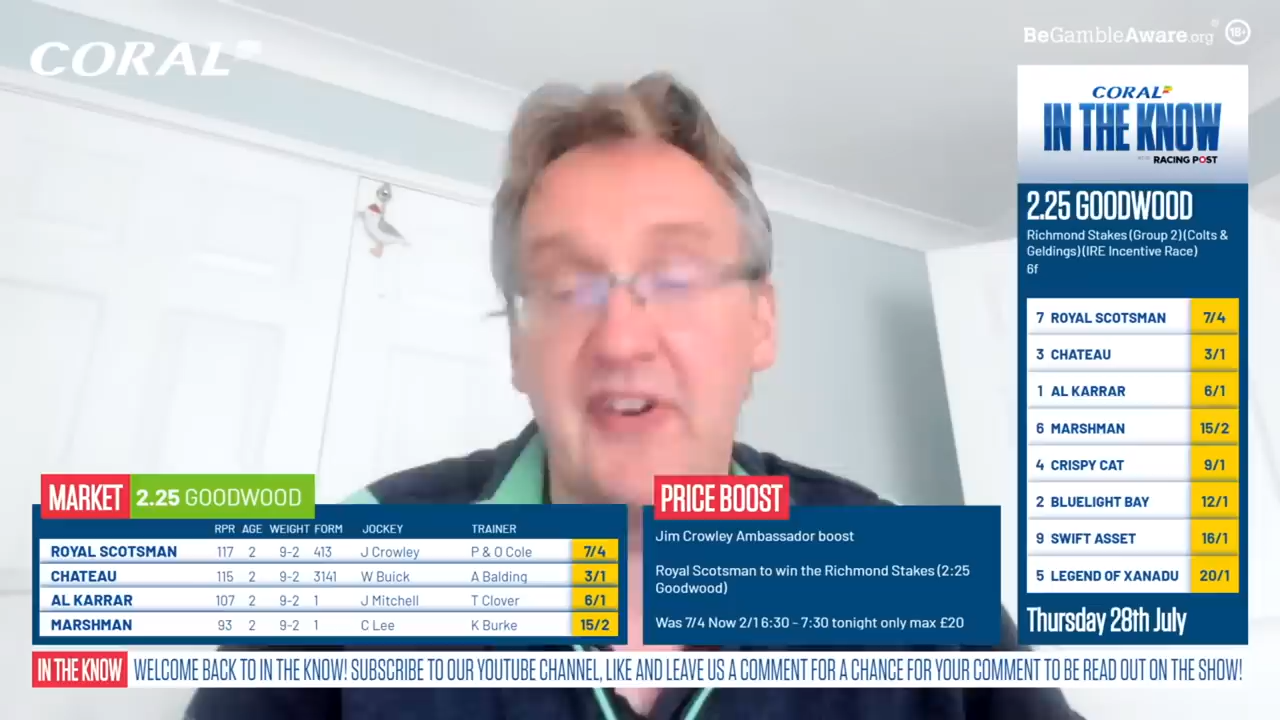 CORAL
BeGambleAware.org 18+
CORAL
IN THE KNOW
RACING POST
2.25 GOODWOOD
Richmond Stakes (Group 2) (Colts &
Geldings) (IRE Incentive Race)
6f
7 ROYAL SCOTSMAN 7/4
3 CHATEAU 3/1
1 AL KARRAR 6/1
6 MARSHMAN 15/2
4 CRISPY CAT 9/1
2 BLUELIGHT BAY 12/1
9 SWIFT ASSET 16/1
5 LEGEND OF XANADU 20/1
Thursday 28th July
MARKET 2.25 GOODWOOD
RPR AGE WEIGHT FORM JOCKEY TRAINER
ROYAL SCOTSMAN 117 2 9-2 413 J Crowley P & O Cole 7/4
CHATEAU 115 2 9-2 3141 W Buick A Balding 3/1
AL KARRAR 107 2 9-2 1 J Mitchell T Clover 6/1
MARSHMAN 93 2 9-2 1 C Lee K Burke 15/2
PRICE BOOST
Jim Crowley Ambassador boost
Royal Scotsman to win the Richmond Stakes (2:25
Goodwood)
Was 7/4 Now 2/1 6:30 - 7:30 tonight only max £20
IN THE KNOW WELCOME BACK TO IN THE KNOW! SUBSCRIBE TO OUR YOUTUBE CHANNEL, LIKE AND LEAVE US A COMMENT FOR A CHANCE FOR YOUR COMMENT TO BE READ OUT ON THE SHOW!